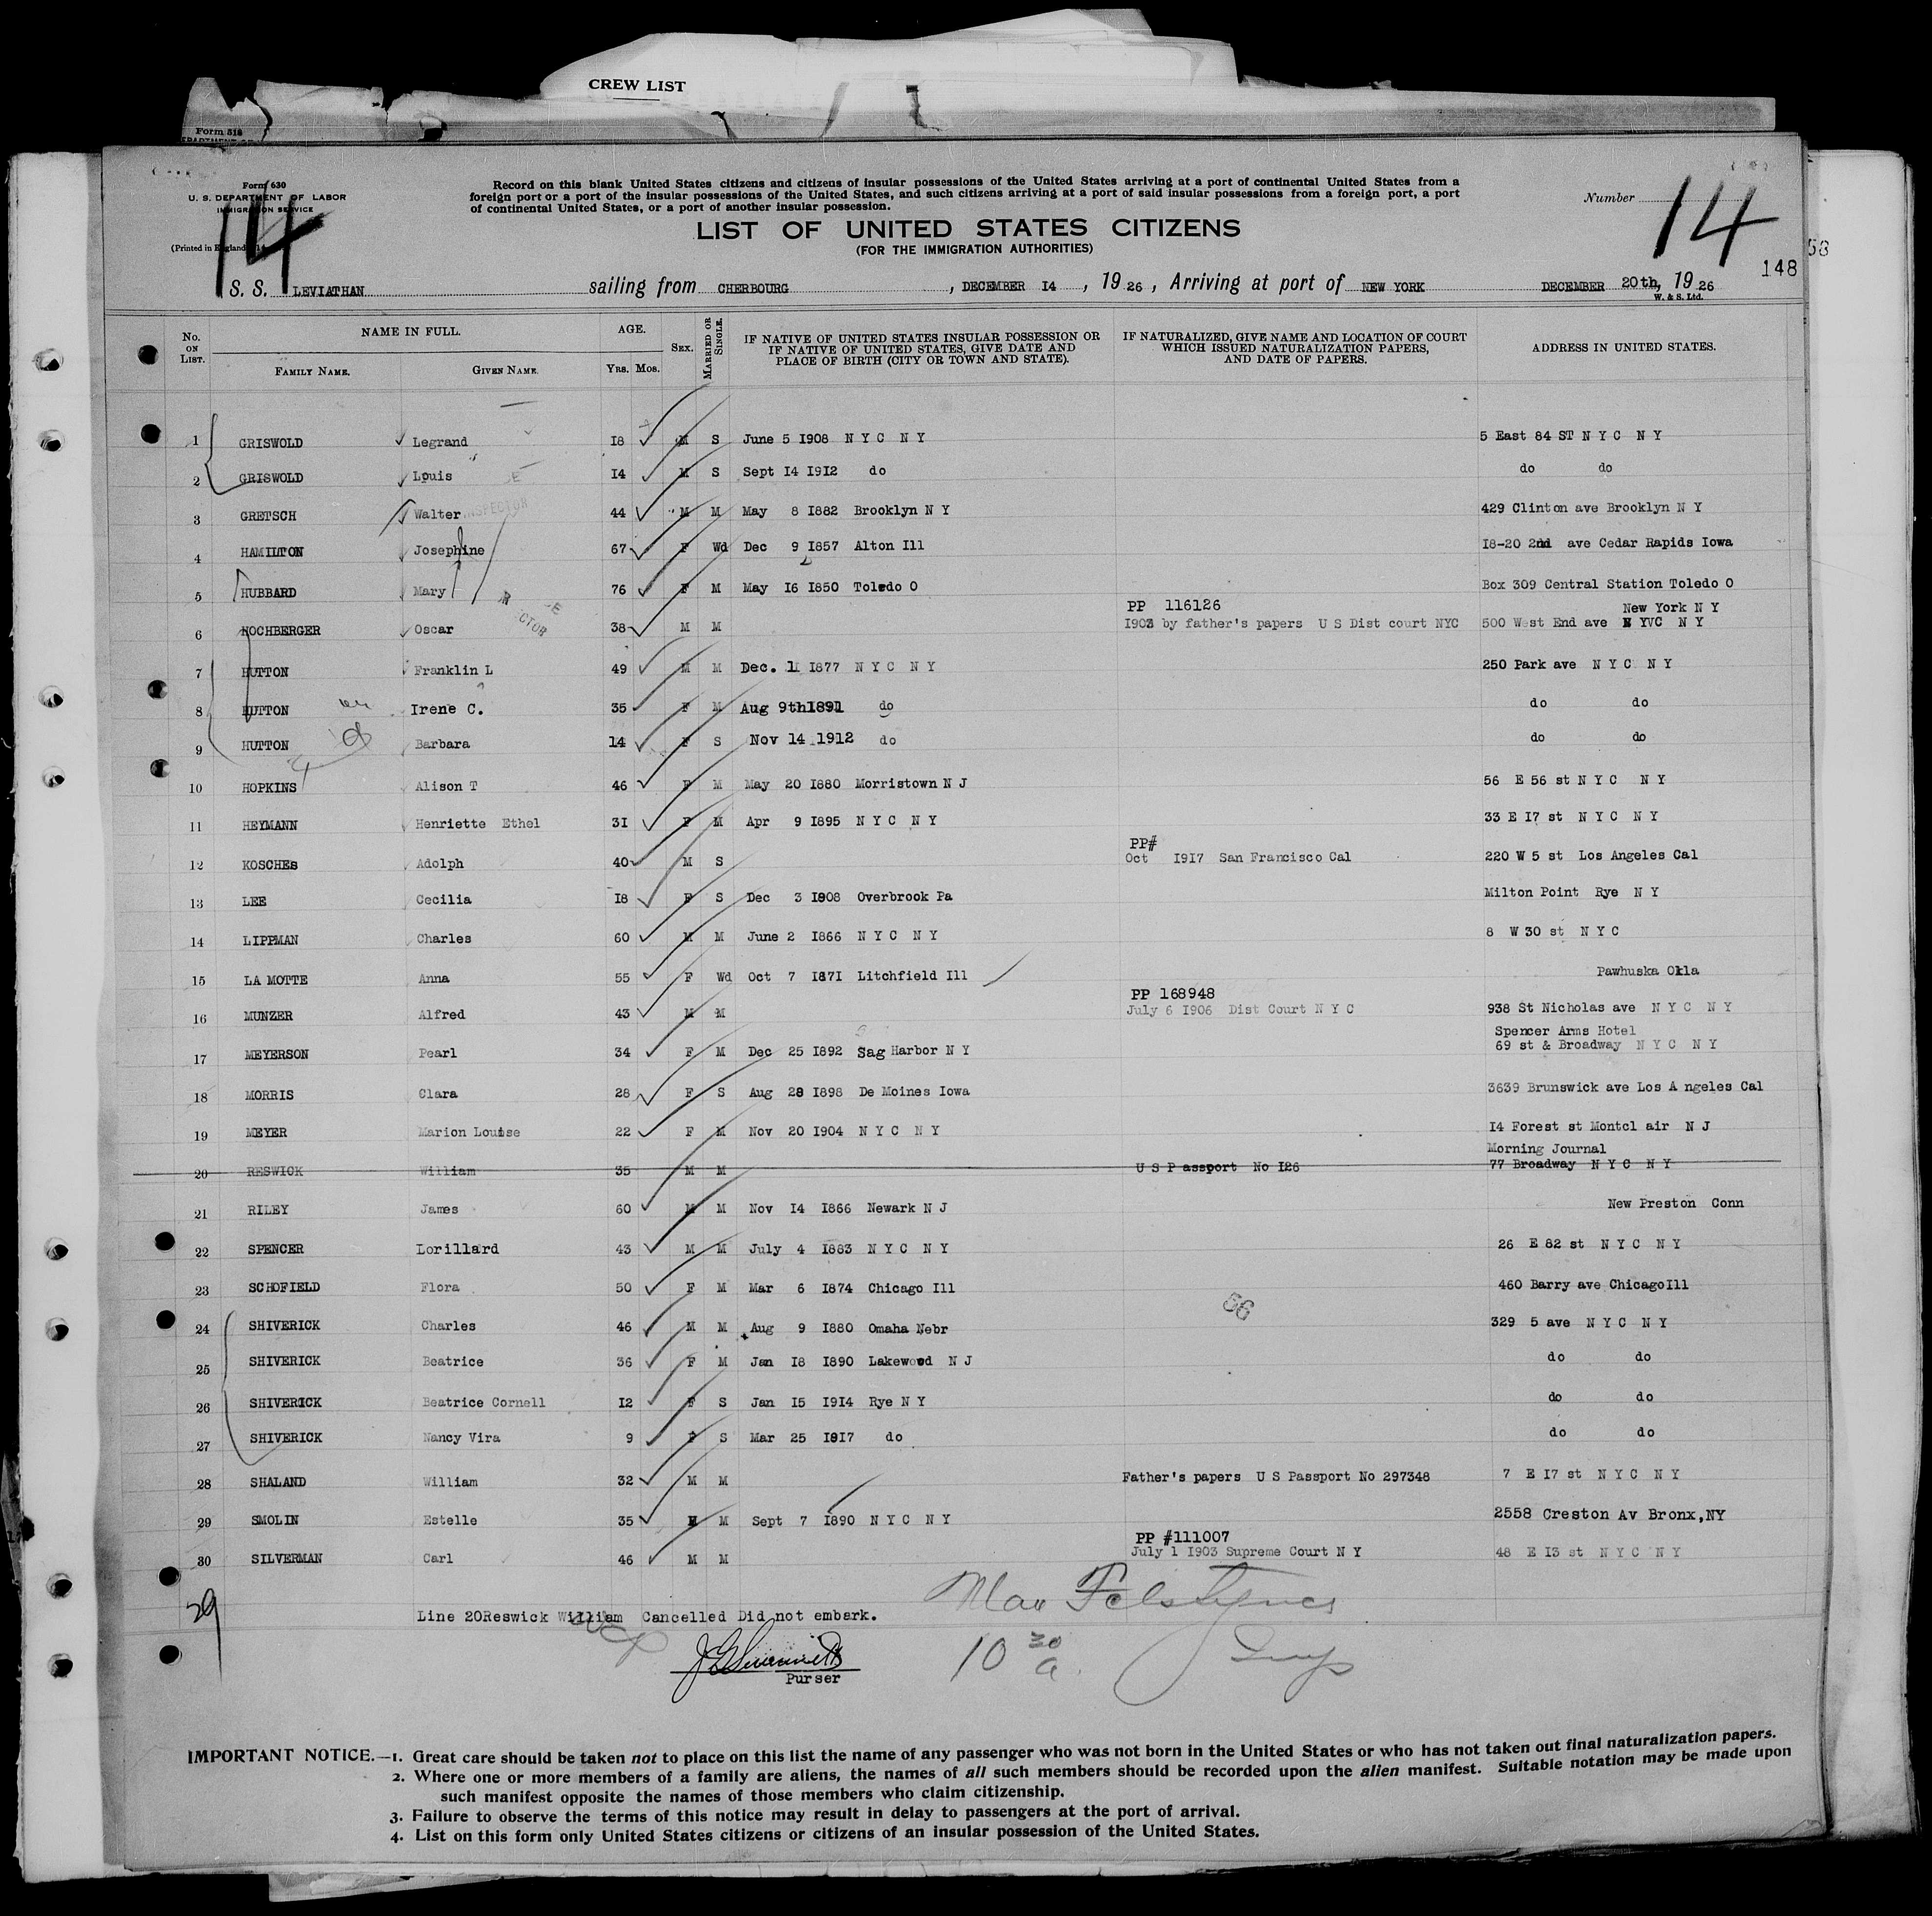 CREW LIST
Form 518
Form 630
U. S. DEPARTMENT OF LABOR
IMMIGRATION SERVICE
(Printed in England)
14
Record on this blank United States citizens and citizens of insular possessions of the United States arriving at a port of continental United States from a
foreign port or a port of the insular possessions of the United States, and such citizens arriving at a port of said insular possessions from a foreign port, a port
of continental United States, or a port of another insular possession.
Number 14
LIST OF UNITED STATES CITIZENS
(FOR THE IMMIGRATION AUTHORITIES)
58
148
S. S. LEVIATHAN sailing from CHERBOURG, DECEMBER 14, 1926, Arriving at port of NEW YORK DECEMBER 20th, 1926
W. & S. Ltd.
No. ON LIST. NAME IN FULL. FAMILY NAME. GIVEN NAME. AGE. YRS. MOS. SEX. MARRIED OR SINGLE. IF NATIVE OF UNITED STATES INSULAR POSSESSION OR IF NATIVE OF UNITED STATES, GIVE DATE AND PLACE OF BIRTH (CITY OR TOWN AND STATE). IF NATURALIZED, GIVE NAME AND LOCATION OF COURT WHICH ISSUED NATURALIZATION PAPERS, AND DATE OF PAPERS. ADDRESS IN UNITED STATES.
1 GRISWOLD Legrand 18 M S June 5 1908 N Y C N Y 5 East 84 ST N Y C N Y
2 GRISWOLD Louis 14 M S Sept 14 1912 do do do
3 GRETSCH Walter 44 M M May 8 1882 Brooklyn N Y 429 Clinton ave Brooklyn N Y
4 HAMILTON Josephine 67 F Wd Dec 9 1857 Alton Ill 18-20 2nd ave Cedar Rapids Iowa
5 HUBBARD Mary 76 F M May 16 1850 Toledo O Box 309 Central Station Toledo O
PP 116126 New York N Y
6 HOCHBERGER Oscar 38 M M 1903 by father's papers U S Dist court NYC 500 West End ave N YVC N Y
7 HUTTON Franklin L 49 M M Dec. 1 1877 N Y C N Y 250 Park ave N Y C N Y
8 HUTTON Irene C. 35 F M Aug 9th1891 do do do
9 HUTTON Barbara 14 F S Nov 14 1912 do do do
10 HOPKINS Alison T 46 F M May 20 1880 Morristown N J 56 E 56 st N Y C N Y
11 HEYMANN Henriette Ethel 31 F M Apr 9 1895 N Y C N Y 33 E 17 st N Y C N Y
PP#
12 KOSCHEs Adolph 40 M S Oct 1917 San Francisco Cal 220 W 5 st Los Angeles Cal
13 LEE Cecilia 18 F S Dec 3 1908 Overbrook Pa Milton Point Rye N Y
14 LIPPMAN Charles 60 M M June 2 1866 N Y C N Y 8 W 30 st N Y C
15 LA MOTTE Anna 55 F Wd Oct 7 1871 Litchfield Ill Pawhuska Okla
PP 168948
16 MUNZER Alfred 43 M M July 6 1906 Dist Court N Y C 938 St Nicholas ave N Y C N Y
Spencer Arms Hotel
17 MEYERSON Pearl 34 F M Dec 25 1892 Sag Harbor N Y 69 st & Broadway N Y C N Y
18 MORRIS Clara 28 F S Aug 28 1898 De Moines Iowa 3639 Brunswick ave Los A ngeles Cal
19 MEYER Marion Louise 22 F M Nov 20 1904 N Y C N Y 14 Forest st Montcl air N J
Morning Journal
20 RESWICK William 35 M M U S P assport No 126 77 Broadway N Y C N Y
21 RILEY James 60 M M Nov 14 1866 Newark N J New Preston Conn
22 SPENCER Lorillard 43 M M July 4 1883 N Y C N Y 26 E 82 st N Y C N Y
23 SCHOFIELD Flora 50 F M Mar 6 1874 Chicago Ill 460 Barry ave ChicagoIll
56
24 SHIVERICK Charles 46 M M Aug 9 1880 Omaha Nebr 329 5 ave N Y C N Y
25 SHIVERICK Beatrice 36 F M Jan 18 1890 Lakewood N J do do
26 SHIVERICK Beatrice Cornell 12 F S Jan 15 1914 Rye N Y do do
27 SHIVERICK Nancy Vira 9 F S Mar 25 1917 do do do
28 SHALAND William 32 M M Father's papers U S Passport No 297348 7 E 17 st N Y C N Y
29 SMOLIN Estelle 35 M Sept 7 1890 N Y C N Y 2558 Creston Av Bronx,NY
PP #111007
30 SILVERMAN Carl 46 M M July 1 1903 Supreme Court N Y 48 E 13 st N Y C N Y
29
Line 20Reswick William Cancelled Did not embark.
Purser
10 30 a.
IMPORTANT NOTICE.—1. Great care should be taken not to place on this list the name of any passenger who was not born in the United States or who has not taken out final naturalization papers.
2. Where one or more members of a family are aliens, the names of all such members should be recorded upon the alien manifest. Suitable notation may be made upon
such manifest opposite the names of those members who claim citizenship.
3. Failure to observe the terms of this notice may result in delay to passengers at the port of arrival.
4. List on this form only United States citizens or citizens of an insular possession of the United States.